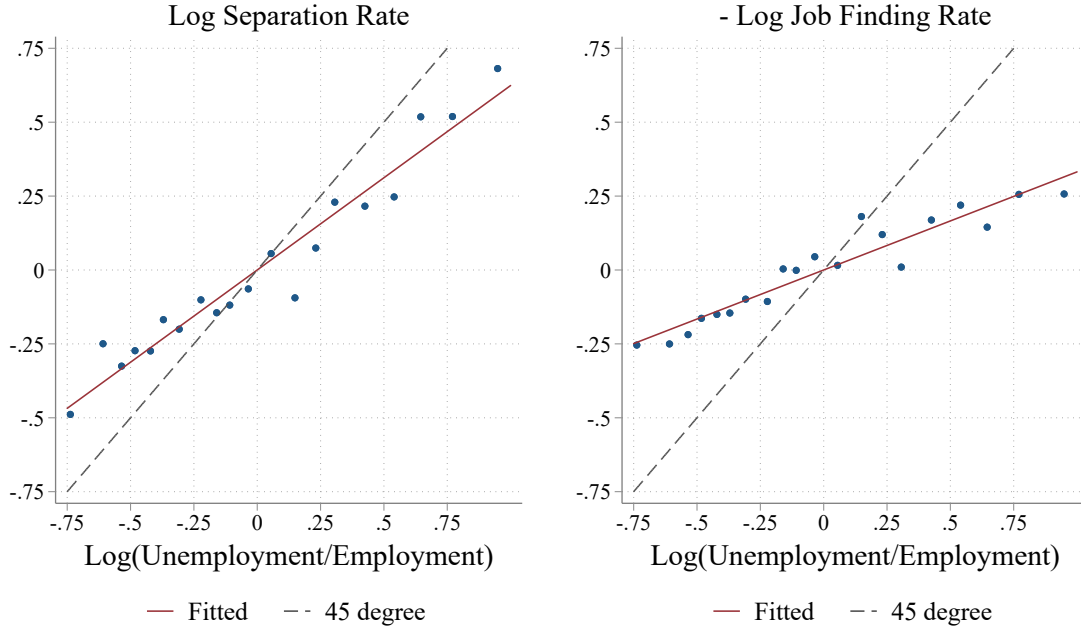 Log Separation Rate
.75
.5
.25
0
-.25
-.5
-.75
-.75 -.5 -.25 0 .25 .5 .75
Log(Unemployment/Employment)
Fitted 45 degree
- Log Job Finding Rate
.75
.5
.25
0
-.25
-.5
-.75
-.75 -.5 -.25 0 .25 .5 .75
Log(Unemployment/Employment)
Fitted 45 degree